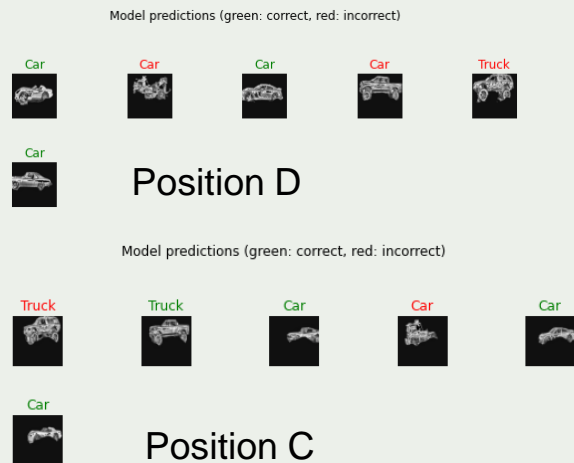 Model predictions (green: correct, red: incorrect)
Car Car Car Car Truck
Car
Position D
Model predictions (green: correct, red: incorrect)
Truck Truck Car Car Car
Car
Position C